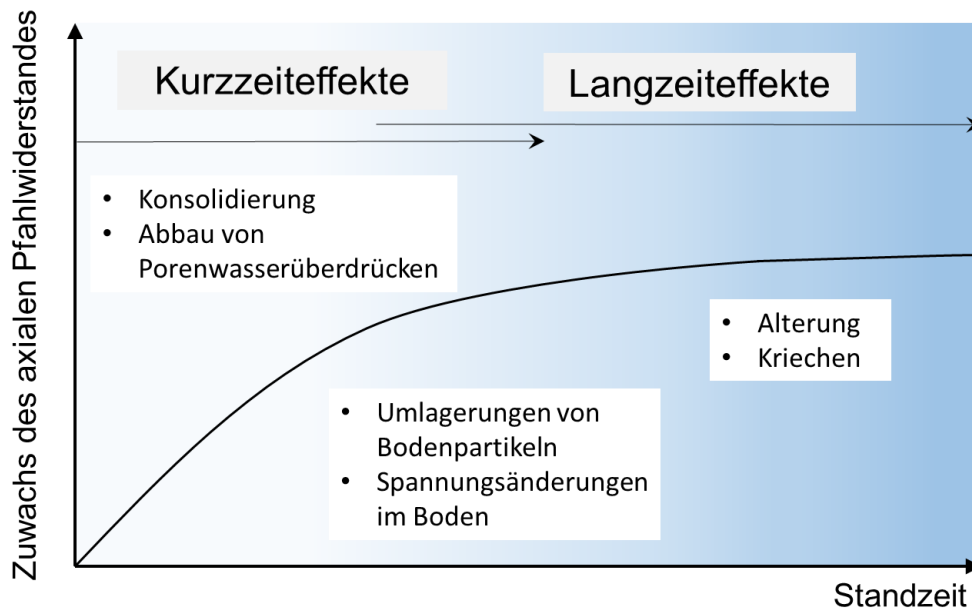 Zuwachs des axialen Pfahlwiderstandes
Kurzzeiteffekte
Langzeiteffekte
• Konsolidierung
• Abbau von
Porenwasserüberdrücken
• Alterung
• Kriechen
• Umlagerungen von
Bodenpartikeln
• Spannungsänderungen
im Boden
Standzeit